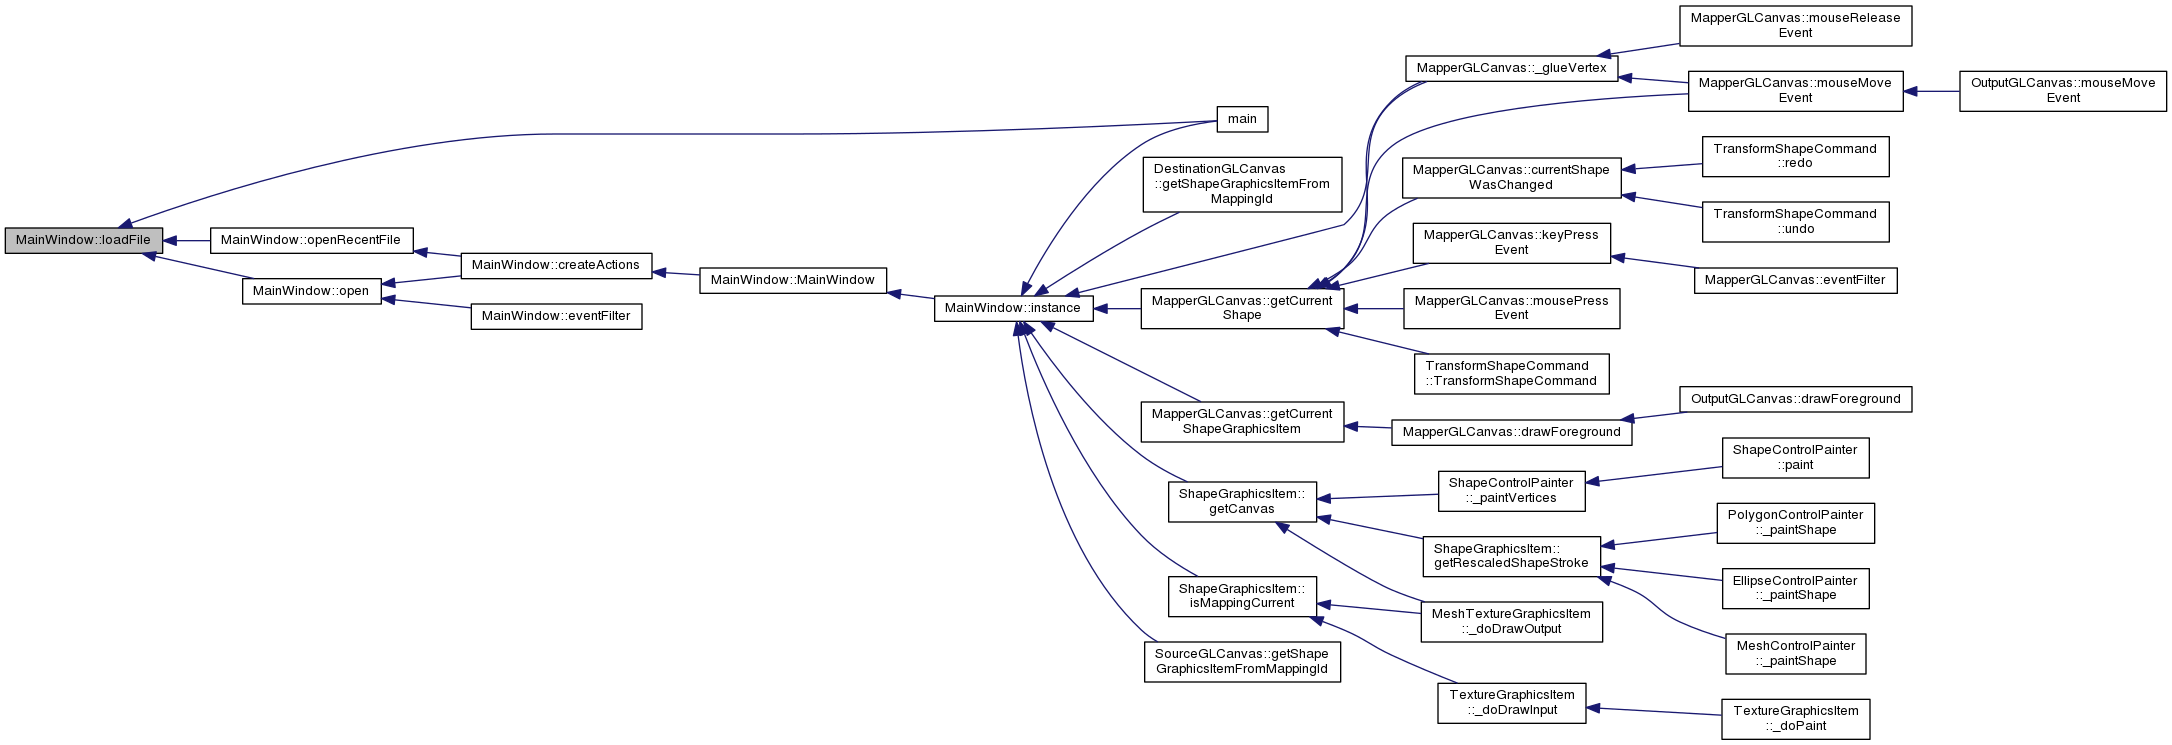 MainWindow::loadFile
MainWindow::openRecentFile
MainWindow::open
MainWindow::createActions
MainWindow::eventFilter
MainWindow::MainWindow
MainWindow::instance
main
DestinationGLCanvas
::getShapeGraphicsItemFrom
MappingId
MapperGLCanvas::getCurrent
Shape
MapperGLCanvas::getCurrent
ShapeGraphicsItem
ShapeGraphicsItem::
getCanvas
ShapeGraphicsItem::
isMappingCurrent
SourceGLCanvas::getShape
GraphicsItemFromMappingId
MapperGLCanvas::_glueVertex
MapperGLCanvas::currentShape
WasChanged
MapperGLCanvas::keyPress
Event
MapperGLCanvas::mousePress
Event
TransformShapeCommand
::TransformShapeCommand
MapperGLCanvas::drawForeground
ShapeControlPainter
::_paintVertices
ShapeGraphicsItem::
getRescaledShapeStroke
MeshTextureGraphicsItem
::_doDrawOutput
TextureGraphicsItem
::_doDrawInput
MapperGLCanvas::mouseRelease
Event
MapperGLCanvas::mouseMove
Event
TransformShapeCommand
::redo
TransformShapeCommand
::undo
MapperGLCanvas::eventFilter
OutputGLCanvas::drawForeground
ShapeControlPainter
::paint
PolygonControlPainter
::_paintShape
EllipseControlPainter
::_paintShape
MeshControlPainter
::_paintShape
TextureGraphicsItem
::_doPaint
OutputGLCanvas::mouseMove
Event